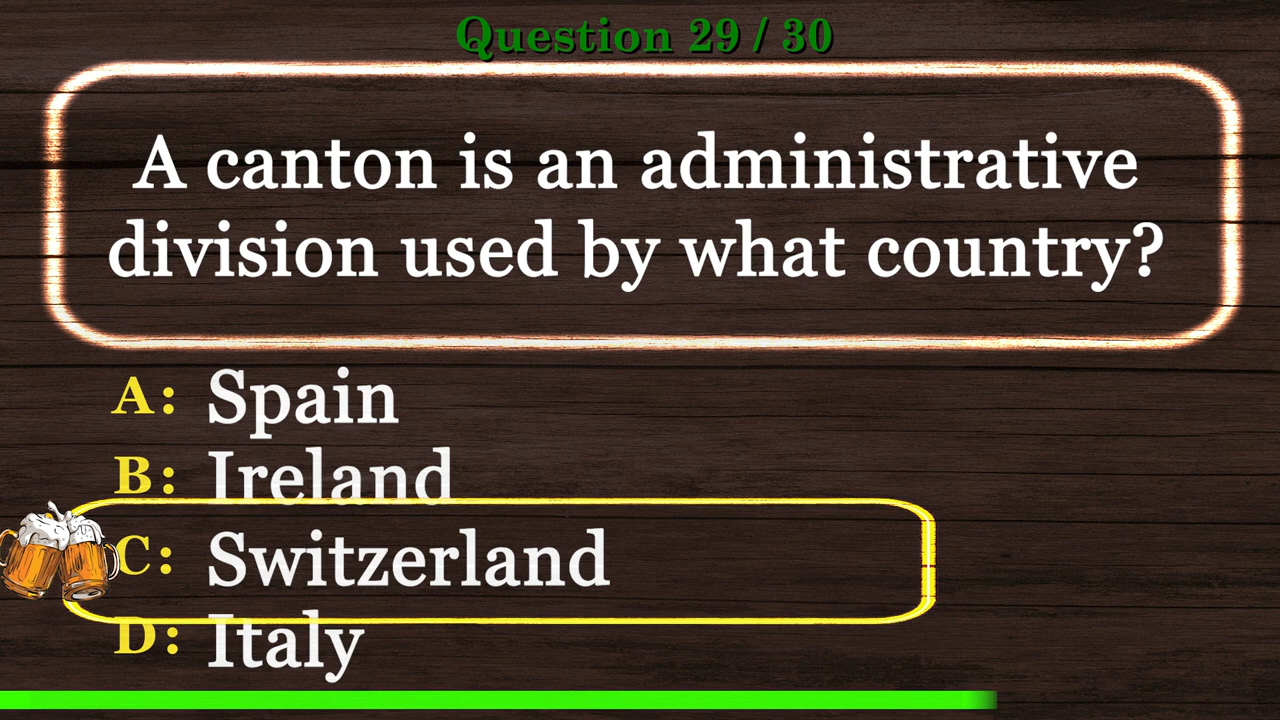 Question 29 / 30
A canton is an administrative
division used by what country?
A: Spain
B: Ireland
C: Switzerland
D: Italy